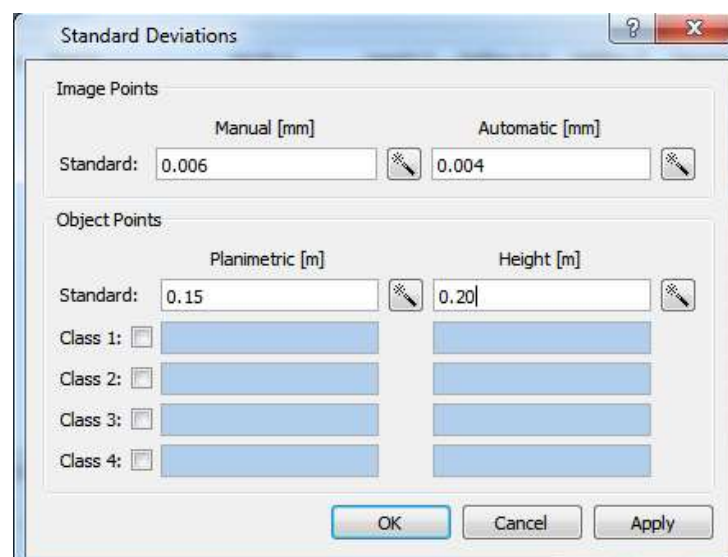 Standard Deviations
Image Points
Manual [mm] Automatic [mm]
Standard: 0.006 0.004
Object Points
Planimetric [m] Height [m]
Standard: 0.15 0.20
Class 1:
Class 2:
Class 3:
Class 4:
OK Cancel Apply